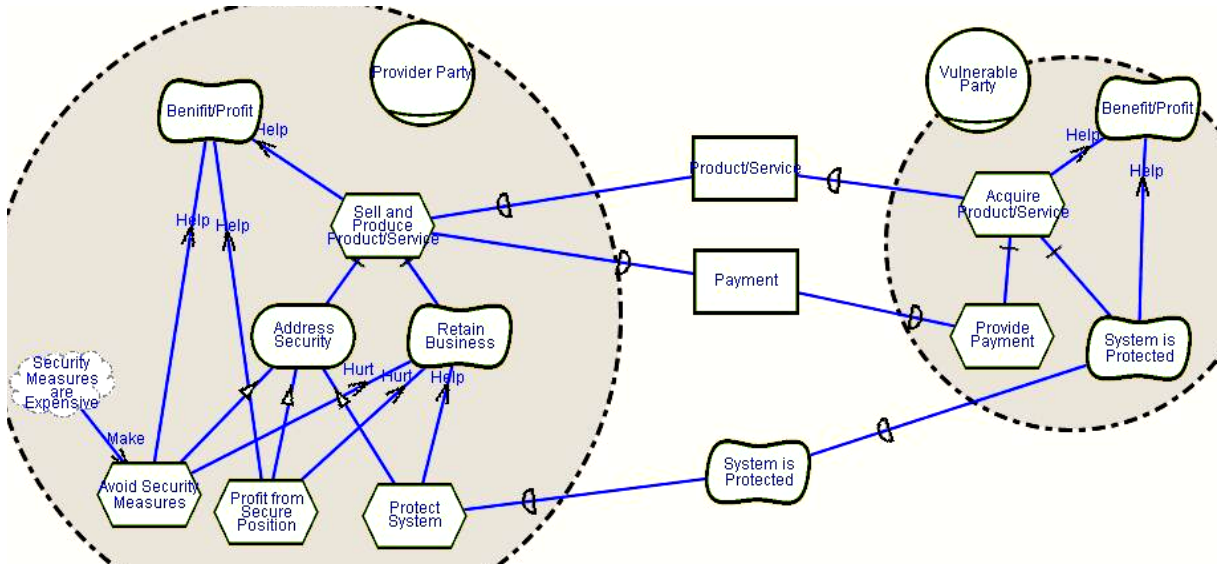 Provider Party
Vulnerable
Party
Benifit/Profit
Help
Benefit/Profit
Help
Help
Product/Service
Sell and
Produce
Product/Service
Acquire
Product/Service
Help
Help
Payment
Address
Security
Retain
Business
Provide
Payment
System is
Protected
Security
Measures
are
Expensive
Hurt
Hurt
Help
Make
Avoid Security
Measures
Profit from
Secure
Position
Protect
System
System is
Protected